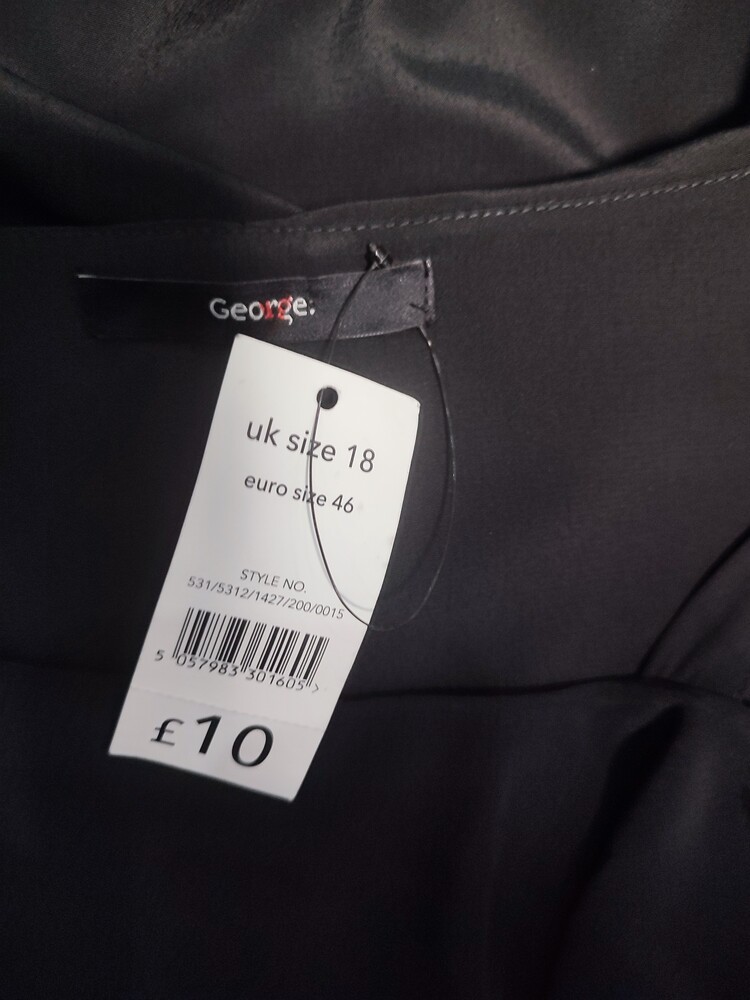 George.
uk size 18
euro size 46
STYLE NO.
531/5312/1427/200/0015
5 057983 301605 >
£10